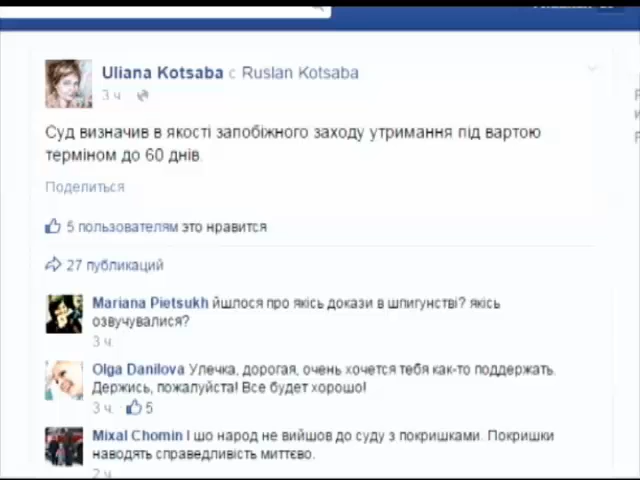 Uliana Kotsaba с Ruslan Kotsaba
3 ч
Суд визначив в якості запобіжного заходу утримання під вартою
терміном до 60 днів.
Поделиться
5 пользователям это нравится
27 публикаций
Mariana Pietsukh йшлося про якісь докази в шпигунстві? якісь
озвучувалися?
3 ч.
Olga Danilova Улечка, дорогая, очень хочется тебя как-то поддержать.
Держись, пожалуйста! Все будет хорошо!
3 ч. 5
Mixal Chomin І шо народ не вийшов до суду з покришками. Покришки
наводять справедливість миттєво.
2 ч